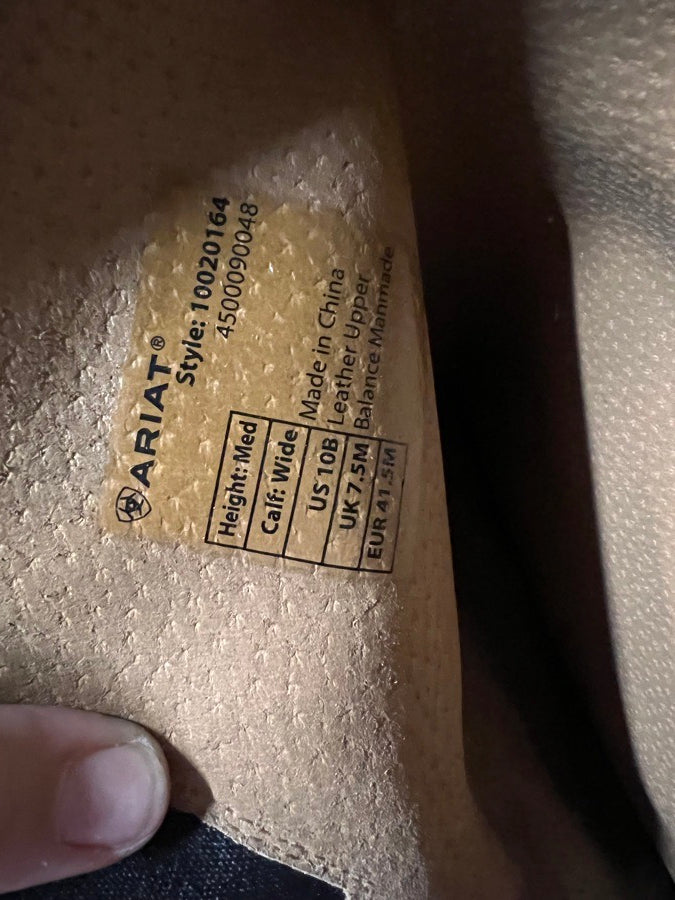 ARIAT®
Style: 10020164
4500090048
Height: Med
Calf: Wide
US 10B
UK 7.5M
EUR 41.5M
Made in China
Leather Upper
Balance Manmade